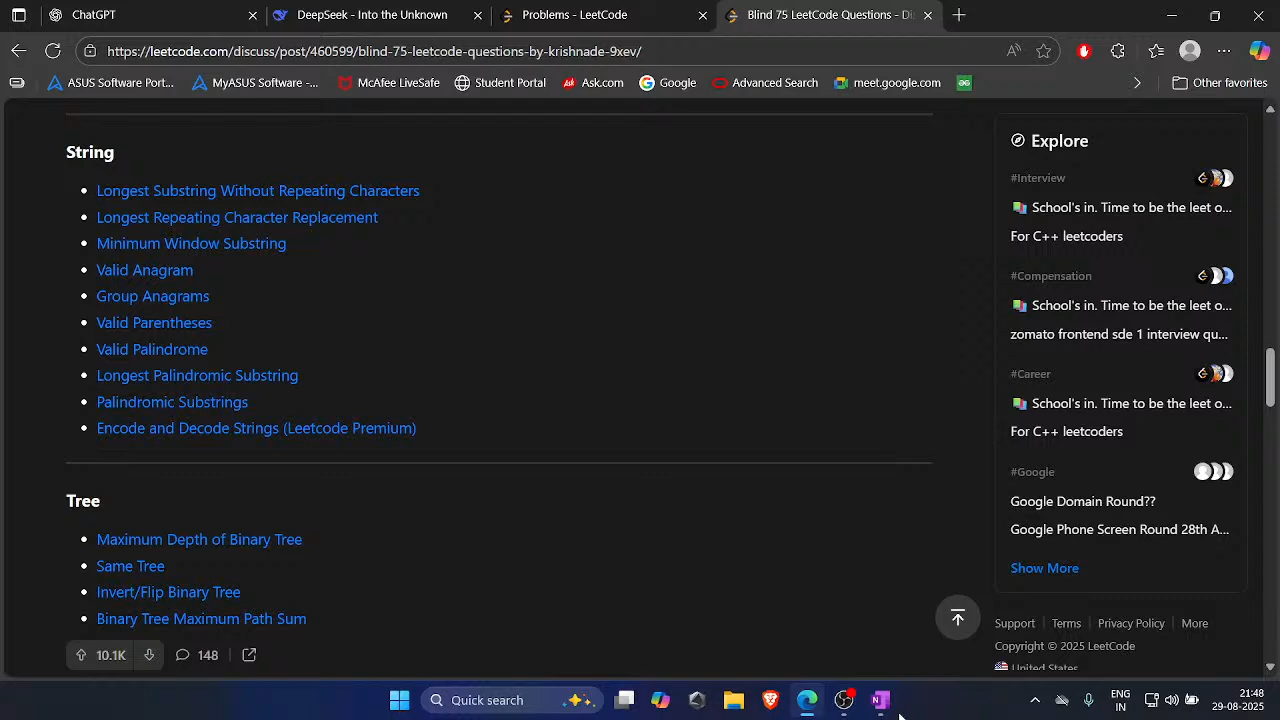 ChatGPT
DeepSeek - Into the Unknown
Problems - LeetCode
Blind 75 LeetCode Questions - Di
https://leetcode.com/discuss/post/460599/blind-75-leetcode-questions-by-krishnade-9xev/
ASUS Software Port...
MyASUS Software -...
McAfee LiveSafe
Student Portal
Ask.com
Google
Advanced Search
meet.google.com
Other favorites
String
Longest Substring Without Repeating Characters
Longest Repeating Character Replacement
Minimum Window Substring
Valid Anagram
Group Anagrams
Valid Parentheses
Valid Palindrome
Longest Palindromic Substring
Palindromic Substrings
Encode and Decode Strings (Leetcode Premium)
Tree
Maximum Depth of Binary Tree
Same Tree
Invert/Flip Binary Tree
Binary Tree Maximum Path Sum
10.1K
148
Explore
#Interview
School's in. Time to be the leet o...
For C++ leetcoders
#Compensation
School's in. Time to be the leet o...
zomato frontend sde 1 interview qu...
#Career
School's in. Time to be the leet o...
For C++ leetcoders
#Google
Google Domain Round??
Google Phone Screen Round 28th A...
Show More
Support
Terms
Privacy Policy
More
Copyright © 2025 LeetCode
United States
Quick search
ENG
IN
21:48
29-08-2025